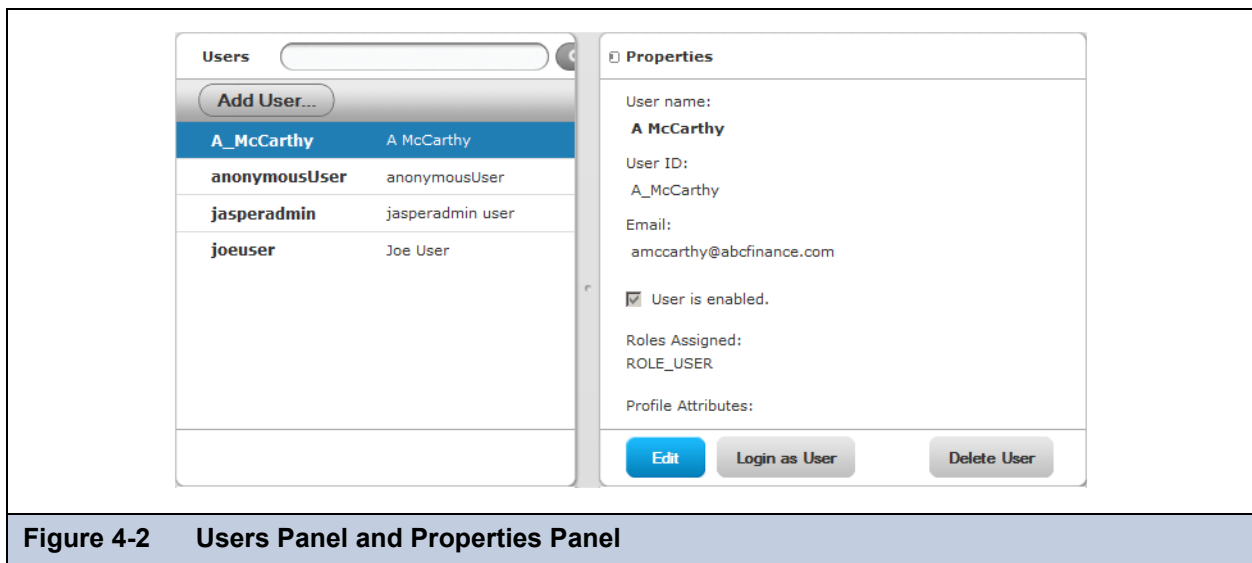 Users
Add User...
A_McCarthy A McCarthy
anonymousUser anonymousUser
jasperadmin jasperadmin user
joeuser Joe User
Properties
User name:
A McCarthy
User ID:
A_McCarthy
Email:
amccarthy@abcfinance.com
User is enabled.
Roles Assigned:
ROLE_USER
Profile Attributes:
Edit Login as User Delete User
Figure 4-2 Users Panel and Properties Panel